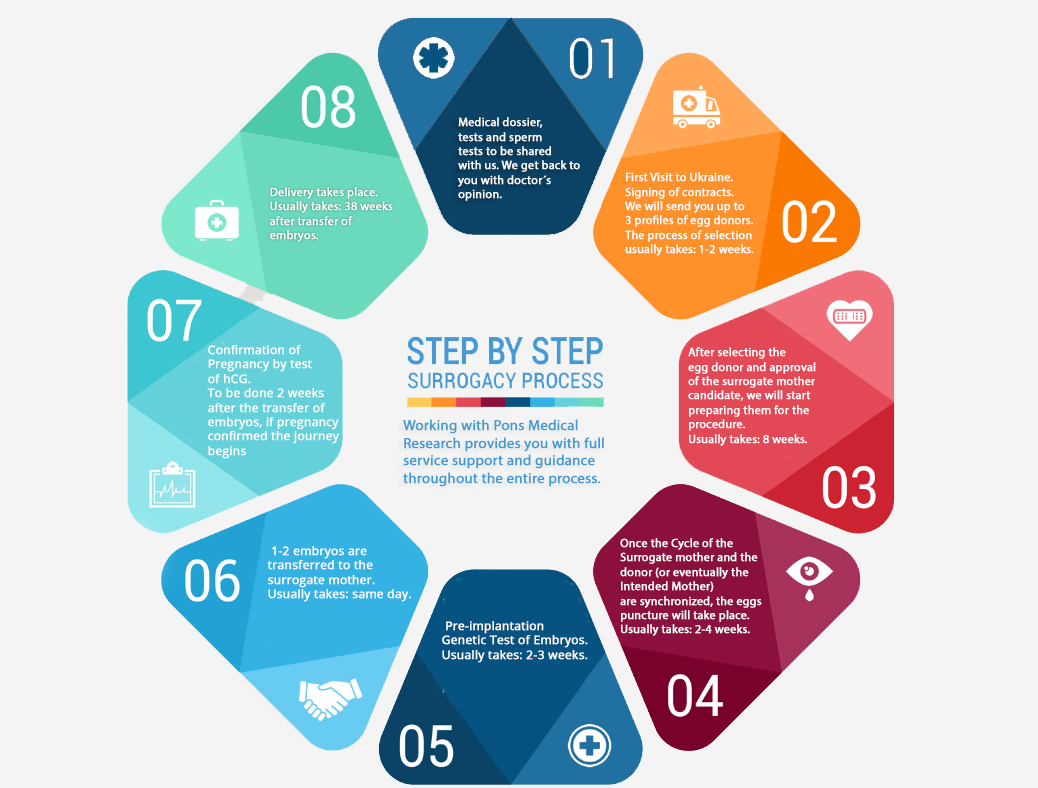 STEP BY STEP
SURROGACY PROCESS
Working with Pons Medical
Research provides you with full
service support and guidance
throughout the entire process.
01
Medical dossier,
tests and sperm
tests to be shared
with us. We get back to
you with doctor´s
opinion.
02
First Visit to Ukraine.
Signing of contracts.
We will send you up to
3 profiles of egg donors.
The process of selection
usually takes: 1-2 weeks.
03
After selecting the
egg donor and approval
of the surrogate mother
candidate, we will start
preparing them for the
procedure.
Usually takes: 8 weeks.
04
Once the Cycle of the
Surrogate mother and the
donor (or eventually the
Intended Mother)
are synchronized, the eggs
puncture will take place.
Usually takes: 2-4 weeks.
05
Pre-implantation
Genetic Test of Embryos.
Usually takes: 2-3 weeks.
06
1-2 embryos are
transferred to the
surrogate mother.
Usually takes: same day.
07
Confirmation of
Pregnancy by test
of hCG.
To be done 2 weeks
after the transfer of
embryos, if pregnancy
confirmed the journey
begins
08
Delivery takes place.
Usually takes: 38 weeks
after transfer of
embryos.